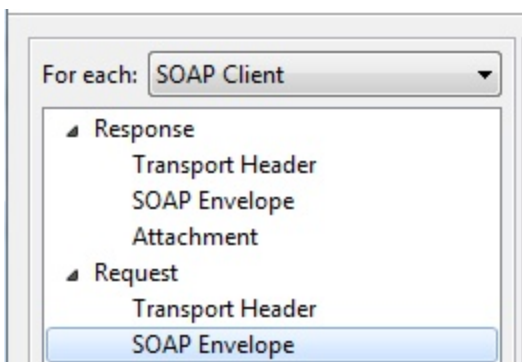 For each: SOAP Client
Response
Transport Header
SOAP Envelope
Attachment
Request
Transport Header
SOAP Envelope